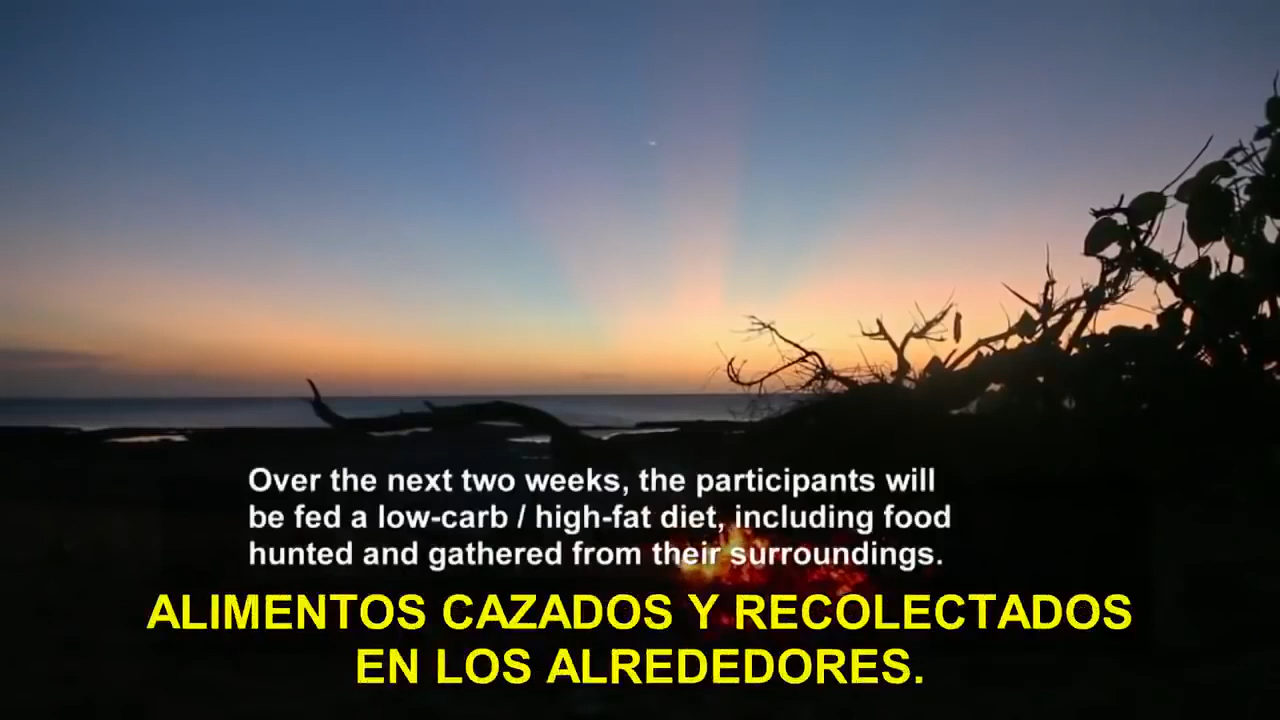 Over the next two weeks, the participants will
be fed a low-carb / high-fat diet, including food
hunted and gathered from their surroundings.
ALIMENTOS CAZADOS Y RECOLECTADOS
EN LOS ALREDEDORES.